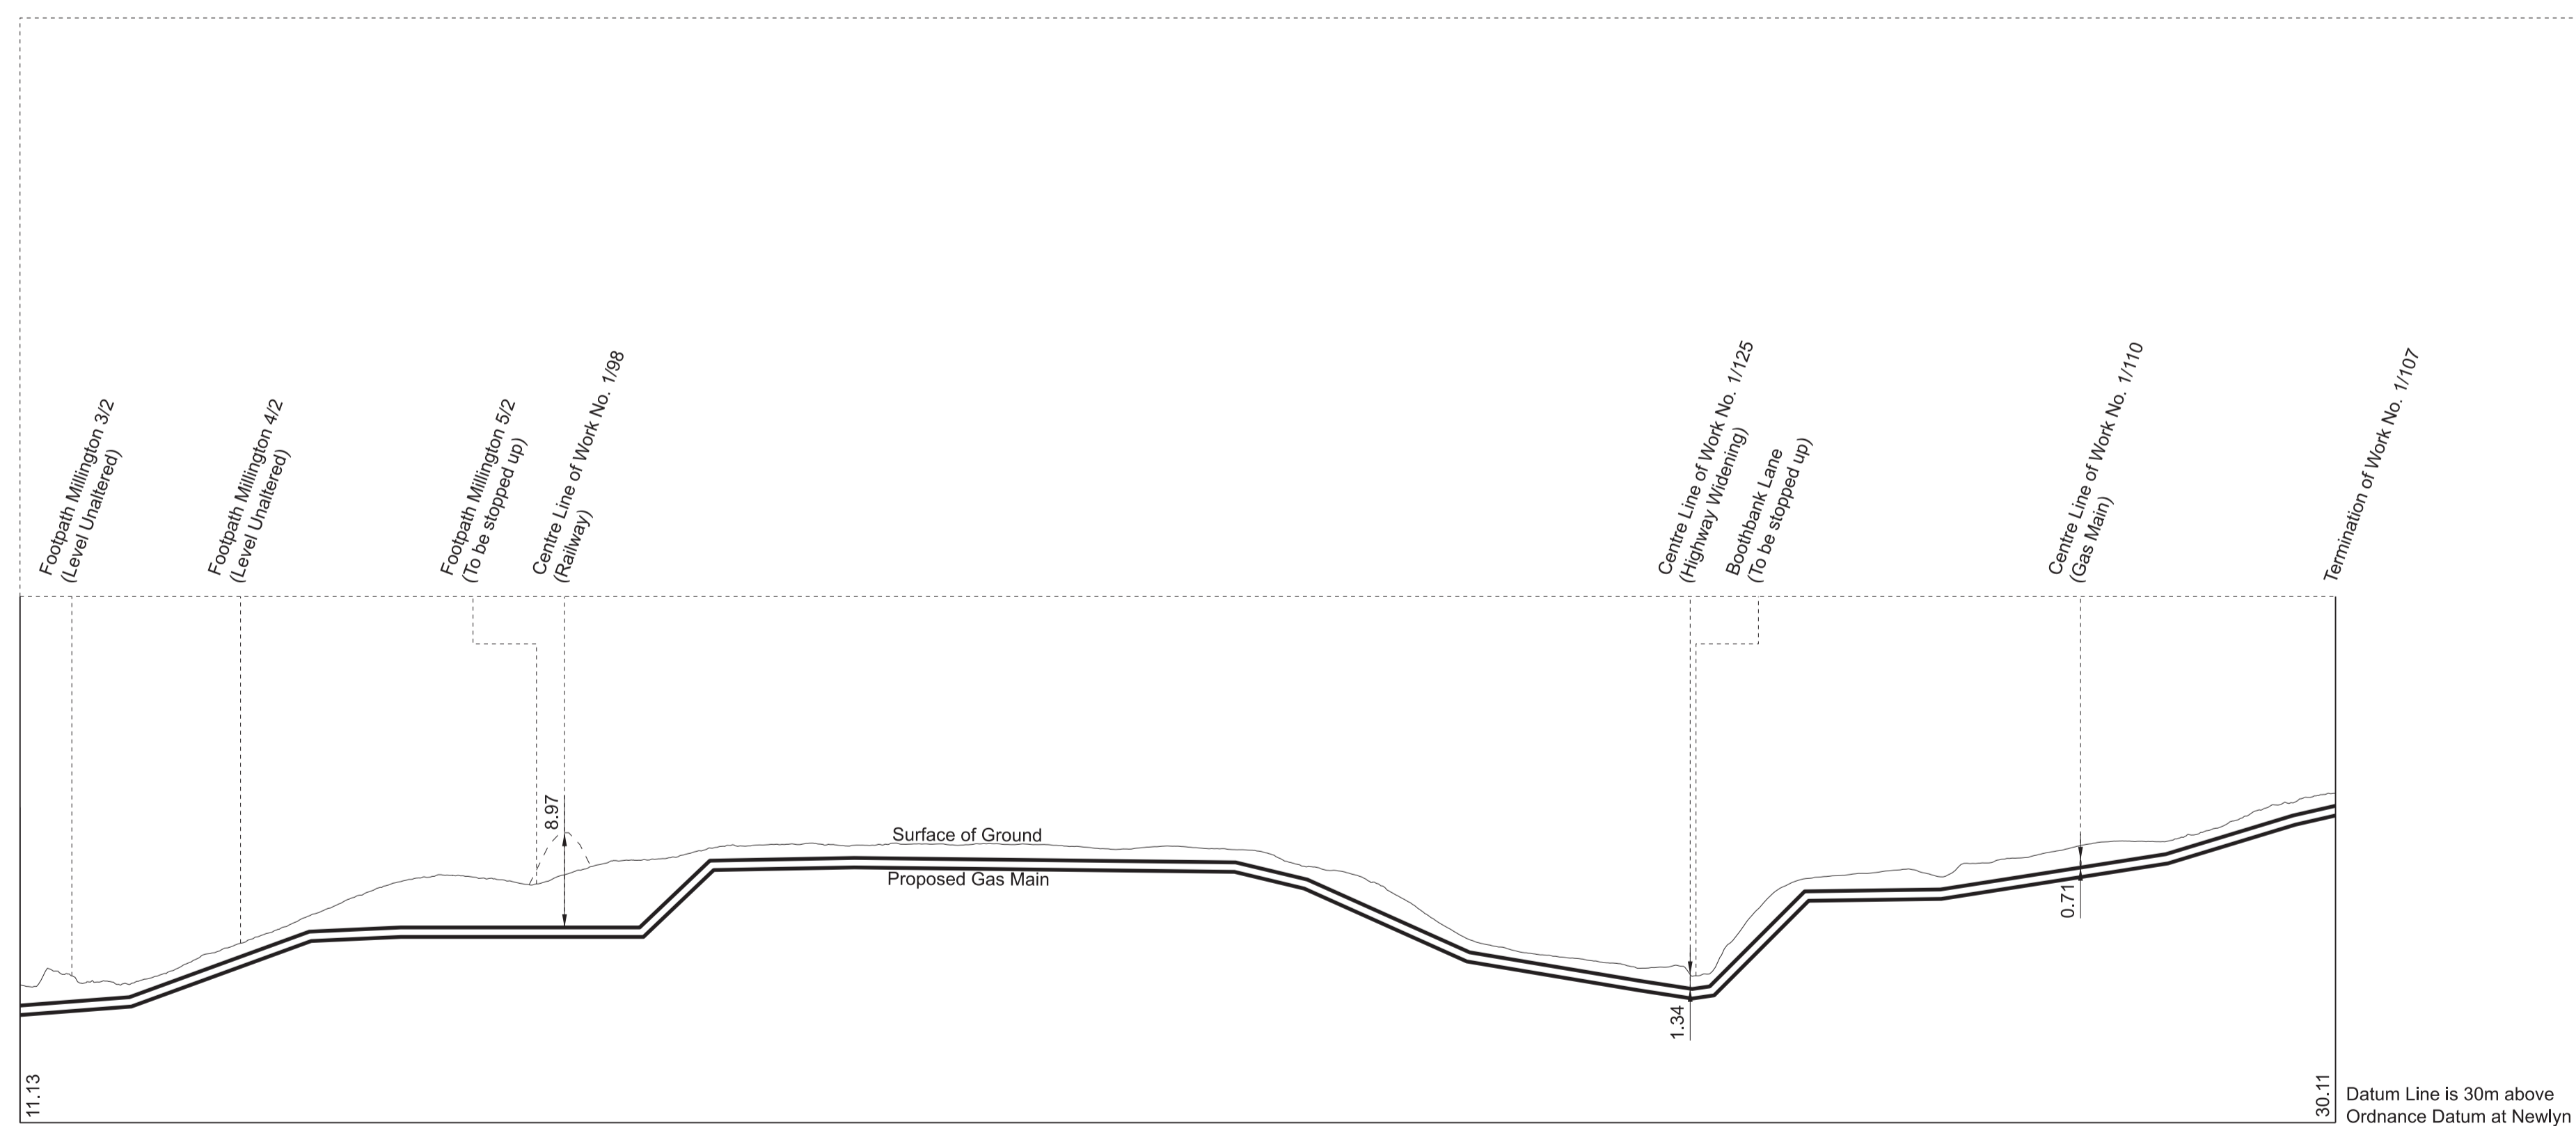 Footpath Millington 3/2
(Level Unaltered)
Footpath Millington 4/2
(Level Unaltered)
Footpath Millington 5/2
(To be stopped up)
Centre Line of Work No. 1/98
(Railway)
Centre Line of Work No. 1/125
(Highway Widening)
Boothbank Lane
(To be stopped up)
Centre Line of Work No. 1/110
(Gas Main)
Termination of Work No. 1/107
8.97
Surface of Ground
Proposed Gas Main
1.34
0.71
11.13
30.11
Datum Line is 30m above
Ordnance Datum at Newlyn